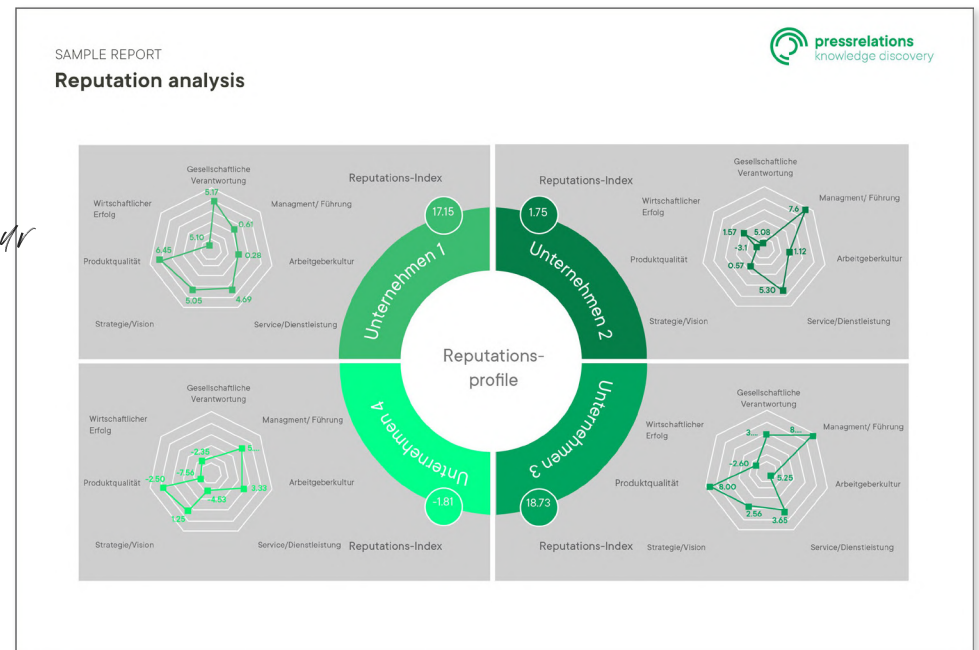 SAMPLE REPORT
Reputation analysis
pressrelations
knowledge discovery
Gesellschaftliche
Verantwortung
5.17
Wirtschaftlicher
Erfolg
Managment/ Führung
0.61
5.10
6.45
0.28
Produktqualität
Arbeitgeberkultur
5.05
4.69
Strategie/Vision
Service/Dienstleistung
Reputations-Index
17.15
Unternehmen 1
Reputations-Index
1.75
Unternehmen 2
Gesellschaftliche
Verantwortung
7.6
Managment/ Führung
Wirtschaftlicher
Erfolg
1.57
5.08
-3.1
1.12
Produktqualität
Arbeitgeberkultur
0.57
5.30
Strategie/Vision
Service/Dienstleistung
Reputations-
profile
Gesellschaftliche
Verantwortung
Wirtschaftlicher
Erfolg
Managment/ Führung
-2.35
5...
-7.56
-2.50
Produktqualität
3.33
Arbeitgeberkultur
-4.53
1.25
Strategie/Vision
Service/Dienstleistung
Unternehmen 4
-1.81
Reputations-Index
Unternehmen 3
18.73
Reputations-Index
Gesellschaftliche
Verantwortung
3...
8...
Managment/ Führung
Wirtschaftlicher
Erfolg
-2.60
5.25
Produktqualität
8.00
Arbeitgeberkultur
2.56
3.65
Strategie/Vision
Service/Dienstleistung